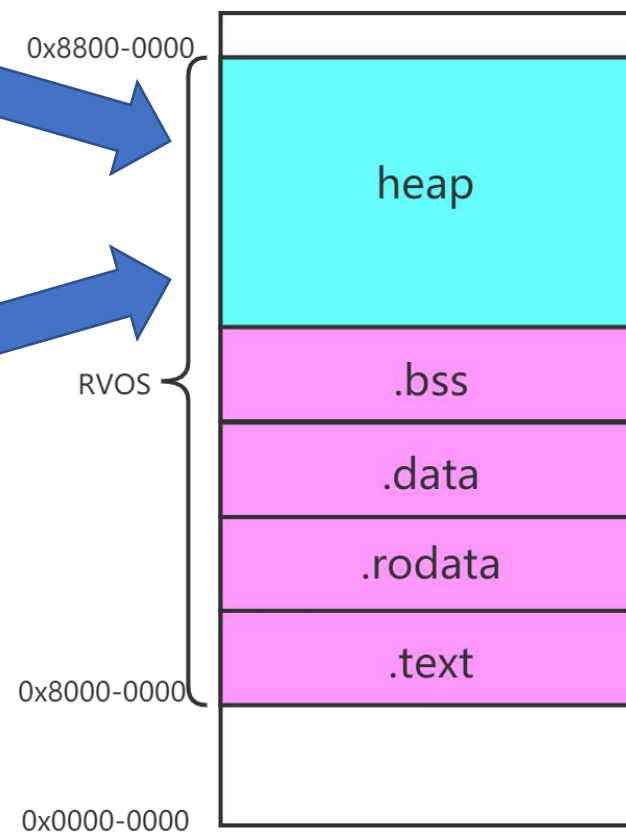 0x8800-0000
heap
RVOS
.bss
.data
.rodata
.text
0x8000-0000
0x0000-0000